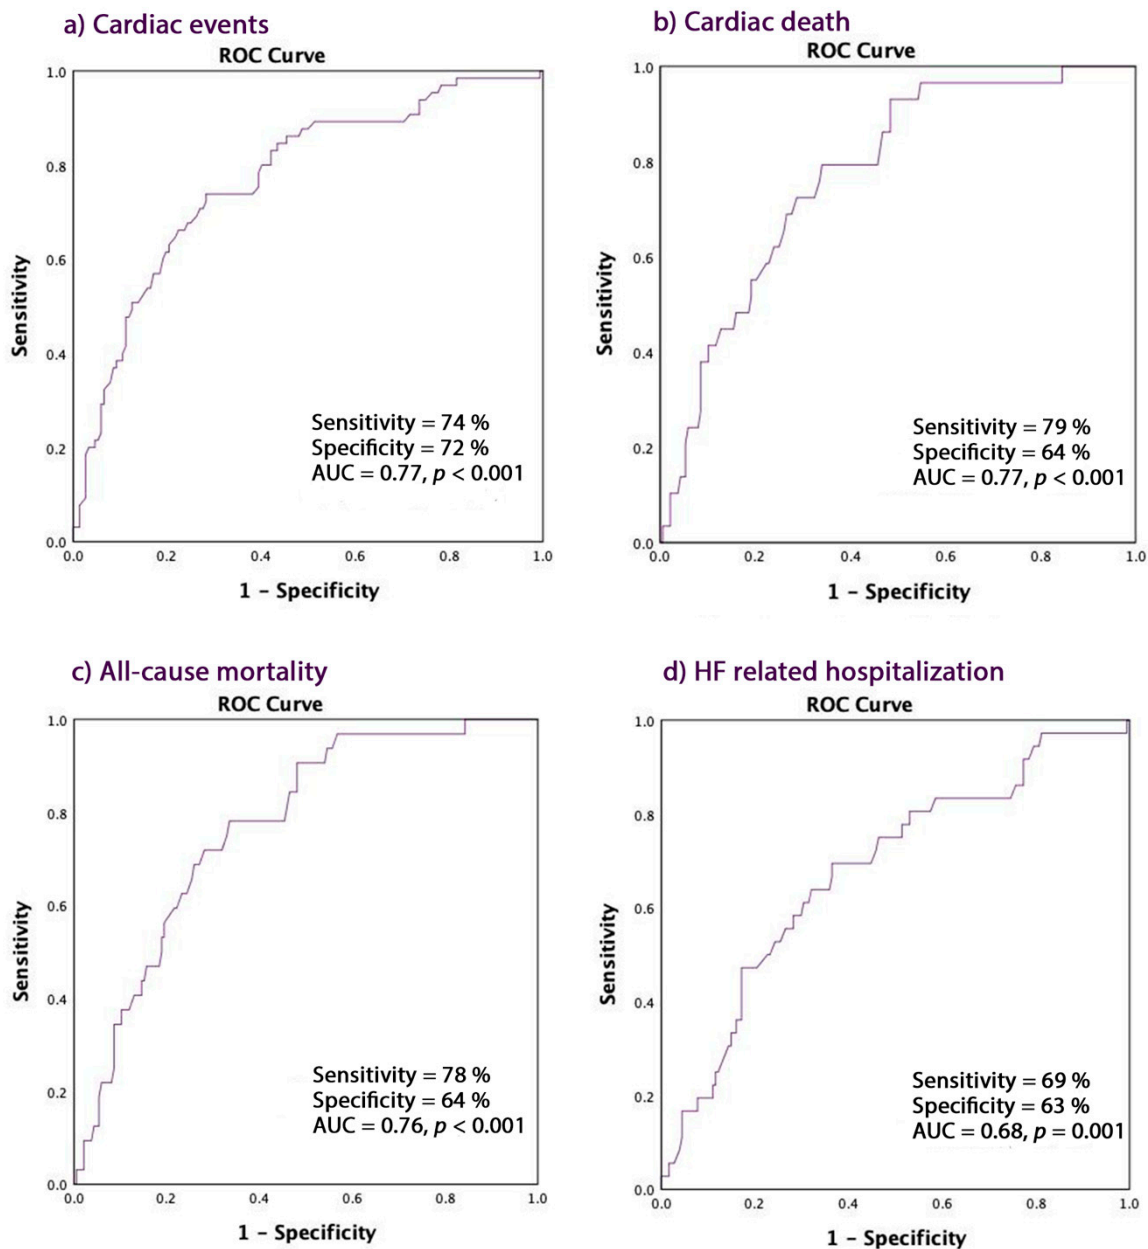 a) Cardiac events
ROC Curve
1.0
0.8
0.6
0.4
0.2
0.0
Sensitivity
Sensitivity = 74 %
Specificity = 72 %
AUC = 0.77, p < 0.001
0.0 0.2 0.4 0.6 0.8 1.0
1 – Specificity
b) Cardiac death
ROC Curve
1.0
0.8
0.6
0.4
0.2
0.0
Sensitivity
Sensitivity = 79 %
Specificity = 64 %
AUC = 0.77, p < 0.001
0.0 0.2 0.4 0.6 0.8 1.0
1 – Specificity
c) All-cause mortality
ROC Curve
1.0
0.8
0.6
0.4
0.2
0.0
Sensitivity
Sensitivity = 78 %
Specificity = 64 %
AUC = 0.76, p < 0.001
0.0 0.2 0.4 0.6 0.8 1.0
1 – Specificity
d) HF related hospitalization
ROC Curve
1.0
0.8
0.6
0.4
0.2
0.0
Sensitivity
Sensitivity = 69 %
Specificity = 63 %
AUC = 0.68, p = 0.001
0.0 0.2 0.4 0.6 0.8 1.0
1 – Specificity